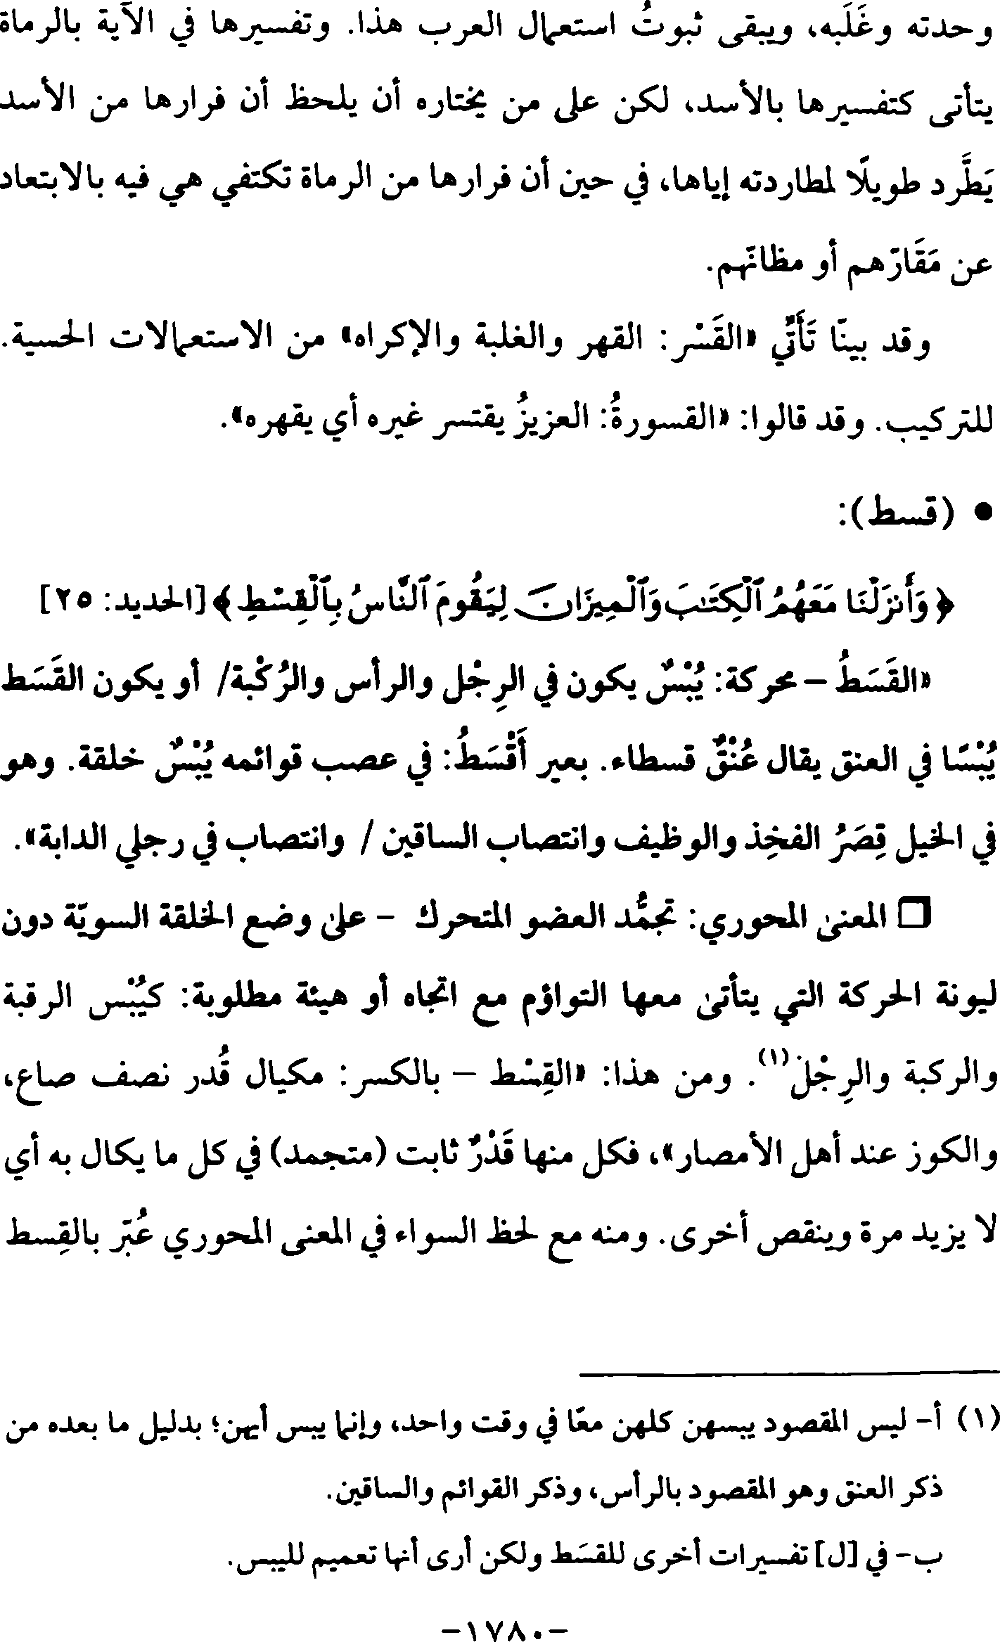 وحدته وغَلَبه، ويبقى ثبوتُ استعمال العرب هذا. وتفسيرها في الآية بالرماة
يتأتى كتفسيرها بالأسد، لكن على من يختاره أن يلحظ أن فرارها من الأسد
يَطَّرد طويلًا لمطاردته إياها، في حين أن فرارها من الرماة تكتفي هي فيه بالابتعاد
عن مَقَارّهم أو مظانّهم.
وقد بينّا تَأَتِّي «القَسْر: القهر والغلبة والإكراه» من الاستعمالات الحسية.
للتركيب. وقد قالوا: «القسورةُ: العزيزُ يقتسر غيره أي يقهره».
• (قسط):
﴿وَأَنزَلْنَا مَعَهُمُ ٱلْكِتَٰبَ وَٱلْمِيزَانَ لِيَقُومَ ٱلنَّاسُ بِٱلْقِسْطِ﴾ [الحديد: ٢٥]
«القَسَطُ – محركة: يُبْسٌ يكون في الرِجْل والرأس والرُكْبة/ أو يكون القَسَط
يُبْسًا في العنق يقال عُنْقٌ قسطاء. بعير أَقْسَطُ: في عصب قوائمه يُبْسٌ خلقة. وهو
في الخيل قِصَرُ الفخِذ والوظيف وانتصاب الساقين / وانتصاب في رجلي الدابة».
□ المعنى المحوري: تجمُّد العضو المتحرك - على وضع الخلقة السويّة دون
ليونة الحركة التي يتأتى معها التواؤم مع اتجاه أو هيئة مطلوبة: كيُبْس الرقبة
والركبة والرِجْل(١). ومن هذا: «القِسْط – بالكسر: مكيال قُدر نصف صاع،
والكوز عند أهل الأمصار»، فكل منها قَدْرٌ ثابت (متجمد) في كل ما يكال به أي
لا يزيد مرة وينقص أخرى. ومنه مع لحظ السواء في المعنى المحوري عُبّر بالقِسط
(١) أ- ليس المقصود يبسهن كلهن معًا في وقت واحد، وإنما يبس أيهن؛ بدليل ما بعده من
ذكر العنق وهو المقصود بالرأس، وذكر القوائم والساقين.
ب- في [ل] تفسيرات أخرى للقسَط ولكن أرى أنها تعميم لليبس.
-١٧٨٠-